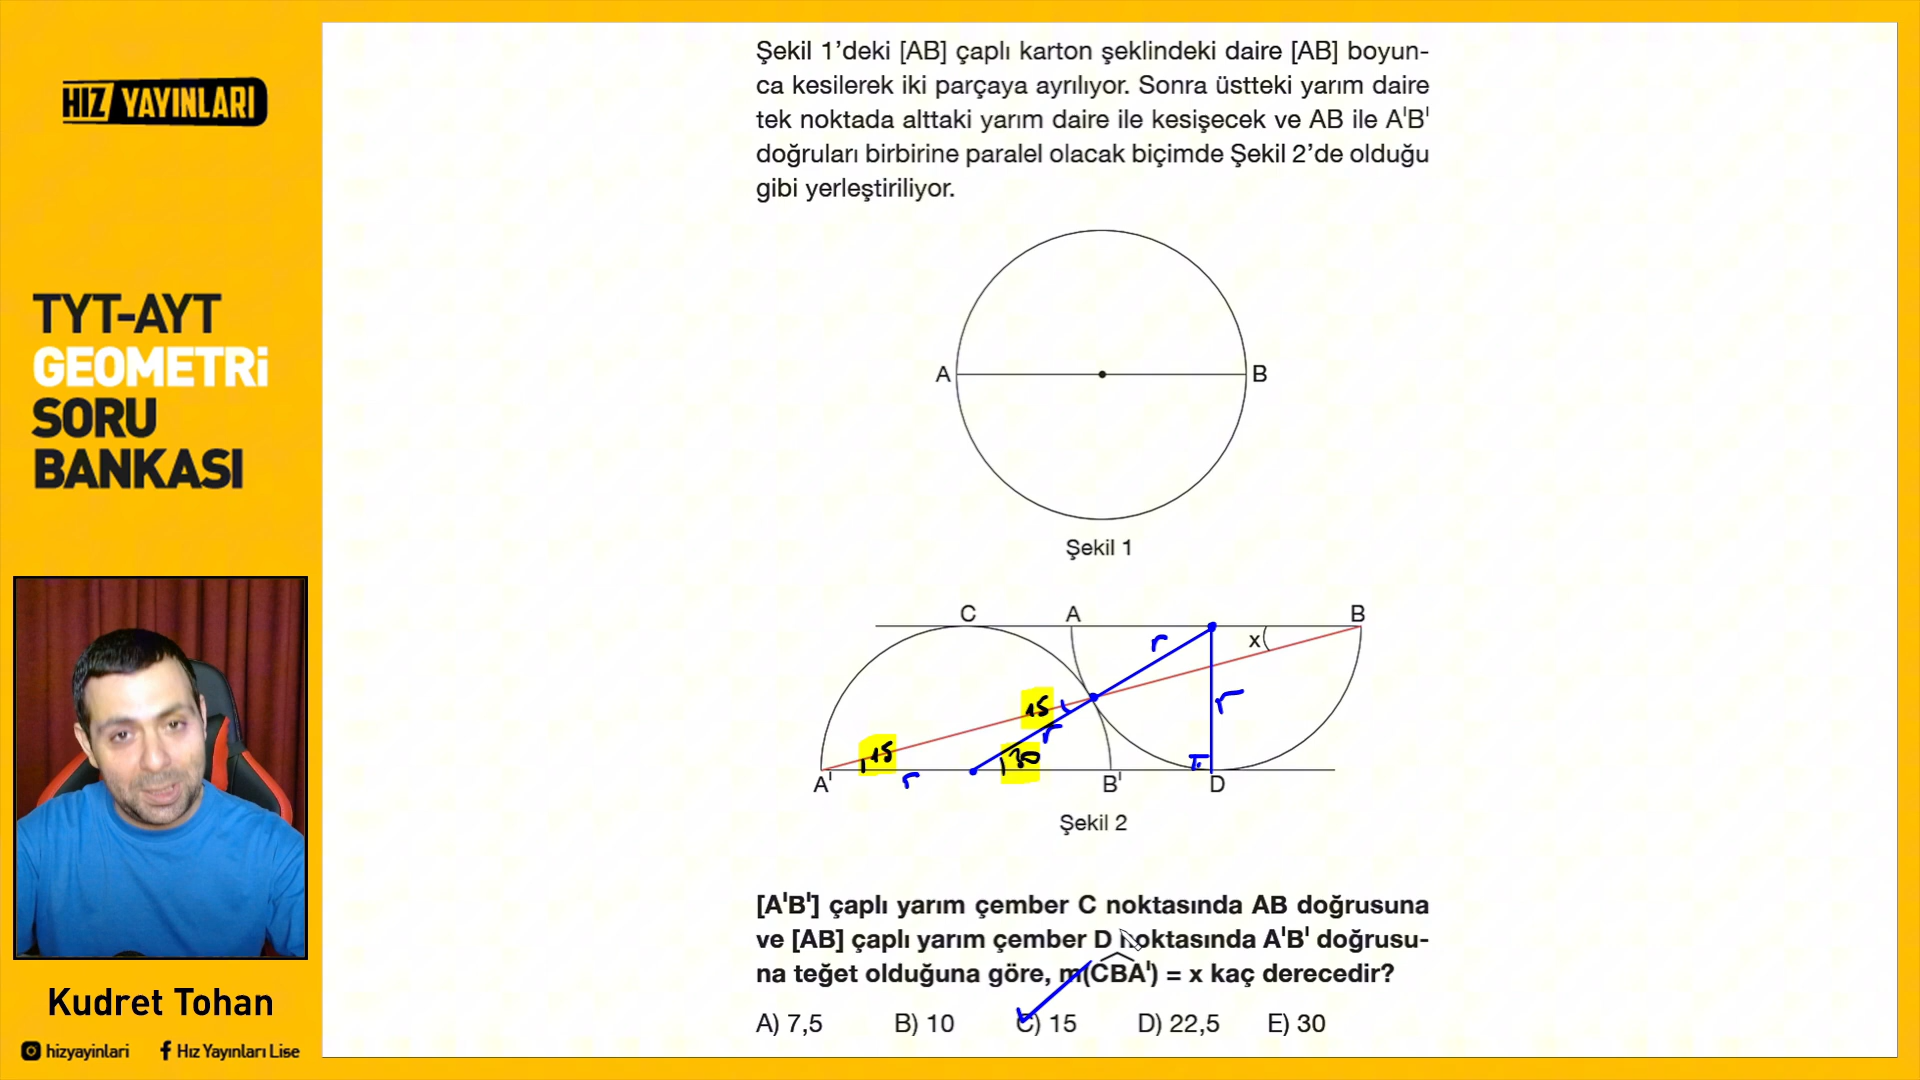 HIZ YAYINLARI
TYT-AYT
GEOMETRİ
SORU
BANKASI
Kudret Tohan
hizyayinlari
Hız Yayınları Lise
Şekil 1'deki [AB] çaplı karton şeklindeki daire [AB] boyun-
ca kesilerek iki parçaya ayrılıyor. Sonra üstteki yarım daire
tek noktada alttaki yarım daire ile kesişecek ve AB ile A'B'
doğruları birbirine paralel olacak biçimde Şekil 2'de olduğu
gibi yerleştiriliyor.
A B
Şekil 1
C A B
r x
15 r r
15 30
A' r B' D
Şekil 2
[A'B'] çaplı yarım çember C noktasında AB doğrusuna
ve [AB] çaplı yarım çember D noktasında A'B' doğrusu-
na teğet olduğuna göre, m(CBA') = x kaç derecedir?
A) 7,5 B) 10 C) 15 D) 22,5 E) 30